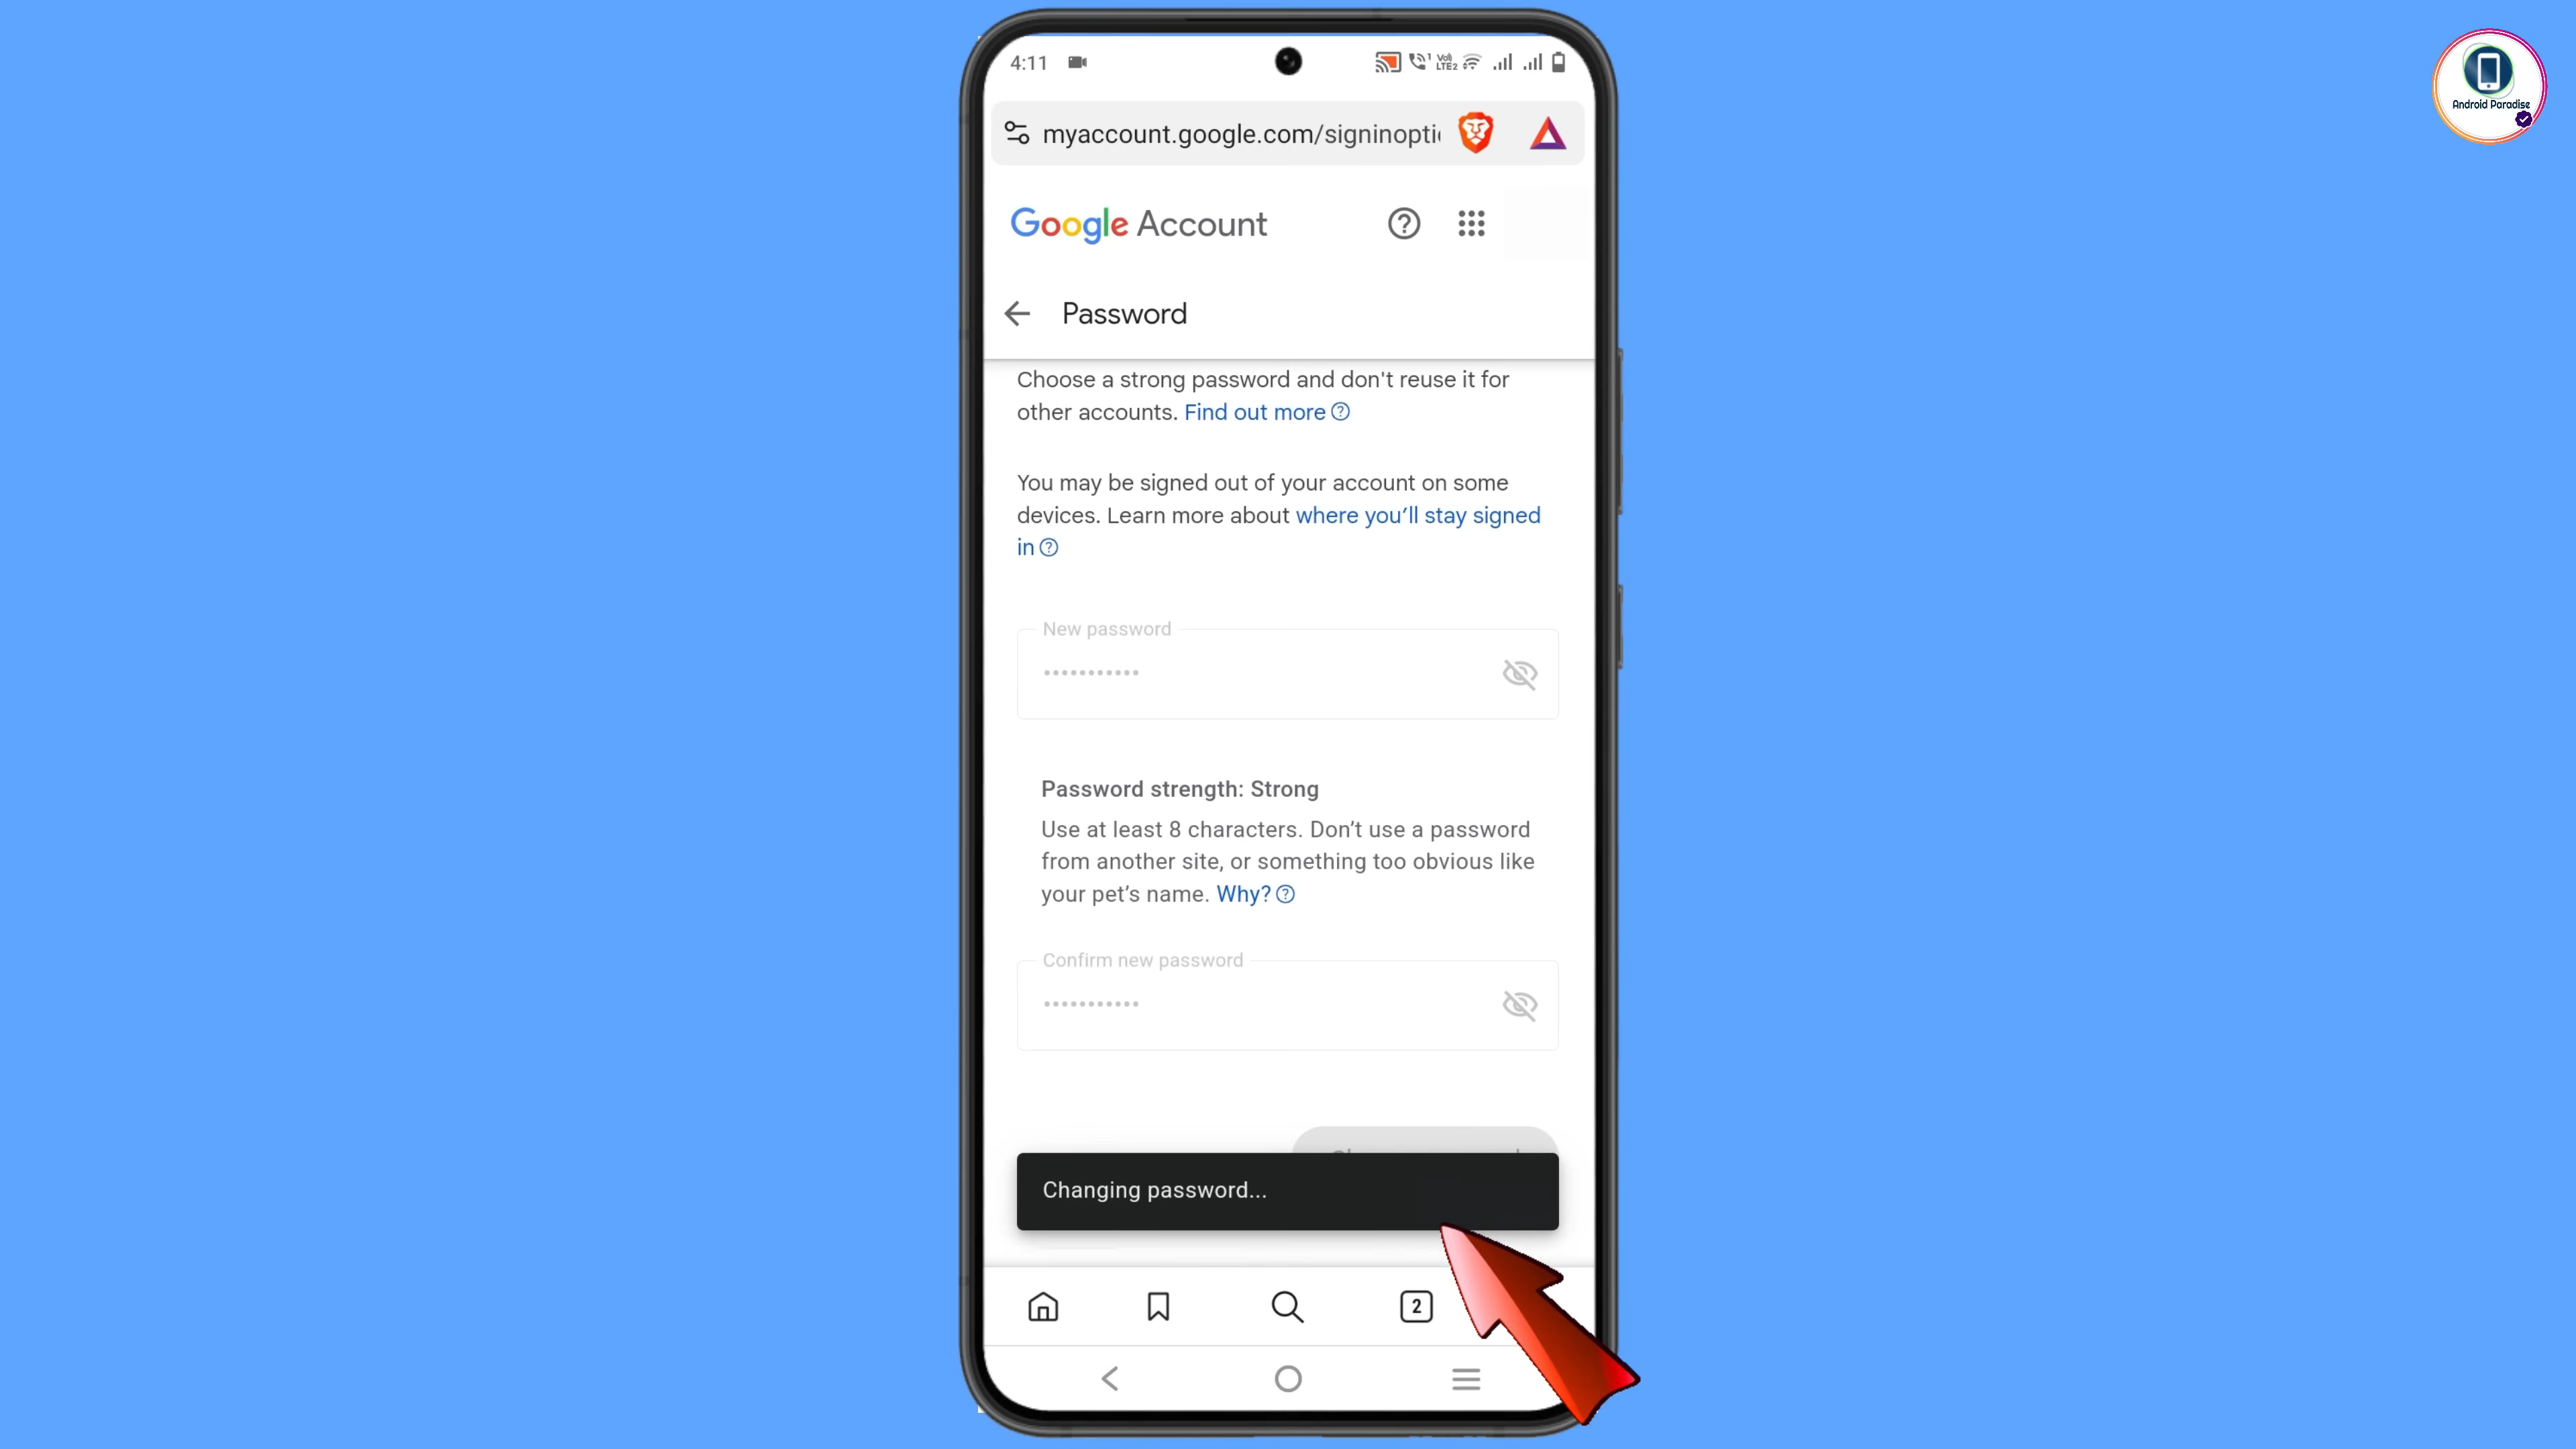 4:11
Vo)) LTE2
Android Paradise
myaccount.google.com/signinopti
Google Account
Password
Choose a strong password and don't reuse it for
other accounts. Find out more
You may be signed out of your account on some
devices. Learn more about where you'll stay signed
in
New password
Password strength: Strong
Use at least 8 characters. Don't use a password
from another site, or something too obvious like
your pet's name. Why?
Confirm new password
Changing password...
2